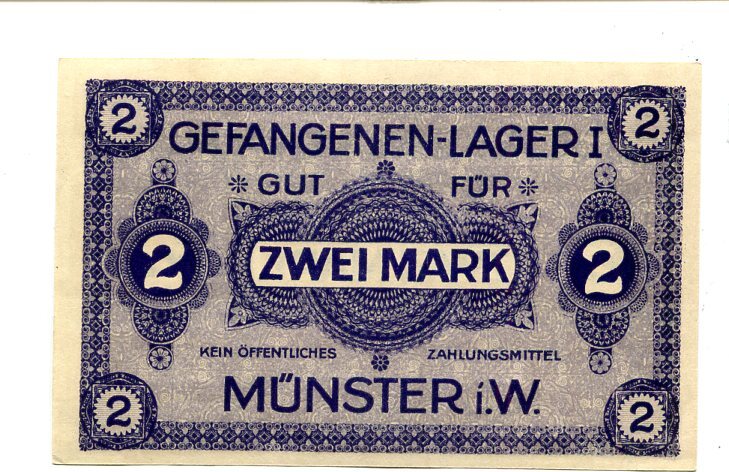 2 2
GEFANGENEN-LAGER I
* GUT FÜR *
2 ZWEI MARK 2
KEIN ÖFFENTLICHES ZAHLUNGSMITTEL
MÜNSTER i.W.
2 2